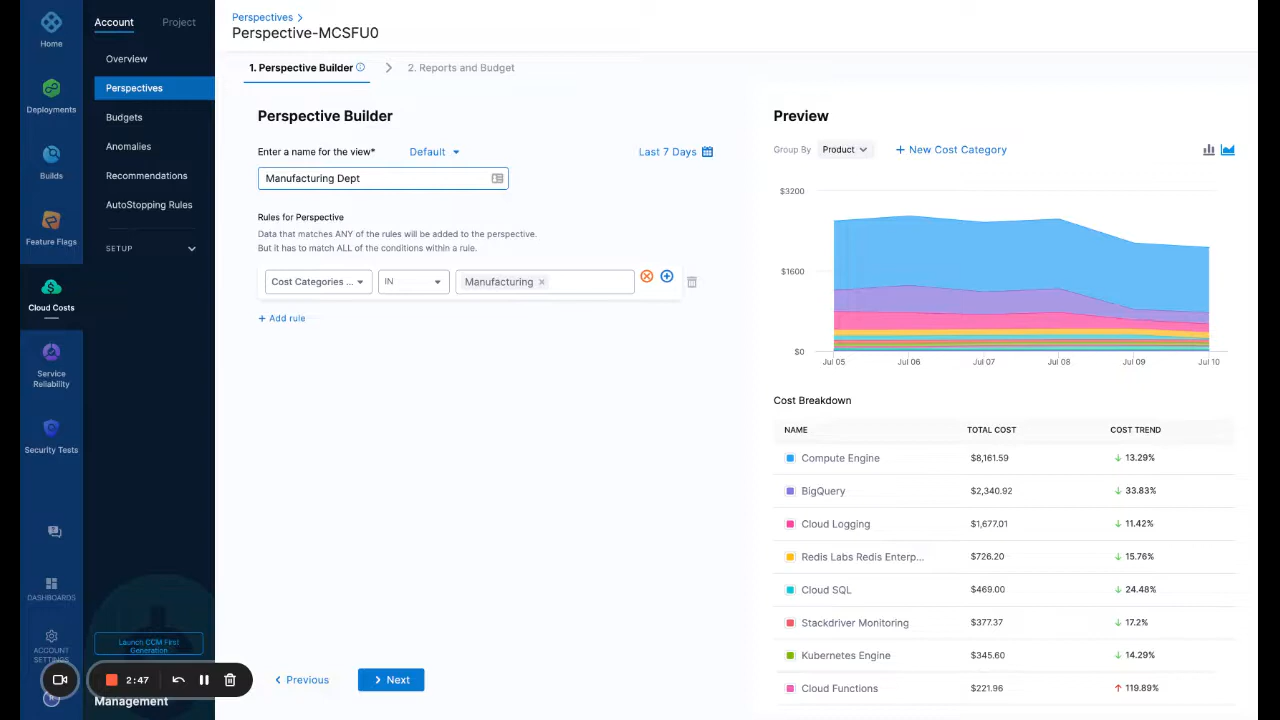 Home
Deployments
Builds
Feature Flags
Cloud Costs
Service
Reliability
Security Tests
DASHBOARDS
ACCOUNT
SETTINGS
Account
Project
Overview
Perspectives
Budgets
Anomalies
Recommendations
AutoStopping Rules
SETUP
Launch CCM First
Generation
2:47
Management
Perspectives >
Perspective-MCSFU0
1. Perspective Builder
2. Reports and Budget
Perspective Builder
Enter a name for the view*
Default
Last 7 Days
Manufacturing Dept
Rules for Perspective
Data that matches ANY of the rules will be added to the perspective.
But it has to match ALL of the conditions within a rule.
Cost Categories ...
IN
Manufacturing ×
+ Add rule
Previous
Next
Preview
Group By
Product
+ New Cost Category
$3200
$1600
$0
Jul 05 Jul 06 Jul 07 Jul 08 Jul 09 Jul 10
Cost Breakdown
NAME TOTAL COST COST TREND
Compute Engine $8,161.59 ↓ 13.29%
BigQuery $2,340.92 ↓ 33.83%
Cloud Logging $1,677.01 ↓ 11.42%
Redis Labs Redis Enterp... $726.20 ↓ 15.76%
Cloud SQL $469.00 ↓ 24.48%
Stackdriver Monitoring $377.37 ↓ 17.2%
Kubernetes Engine $345.60 ↓ 14.29%
Cloud Functions $221.96 ↑ 119.89%